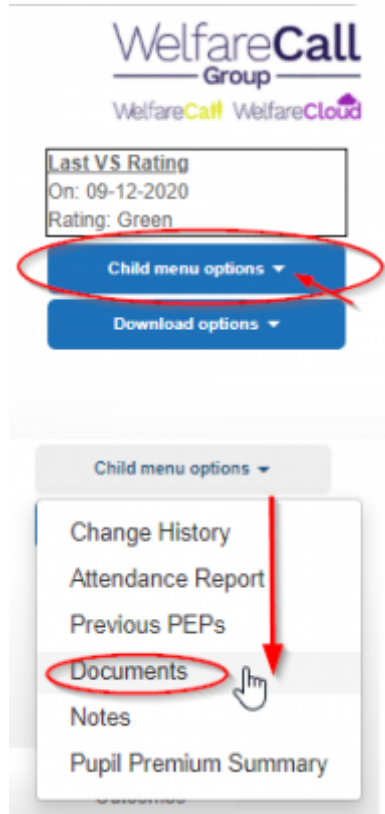 WelfareCall
Group
WelfareCall WelfareCloud
Last VS Rating
On: 09-12-2020
Rating: Green
Child menu options
Download options
Child menu options
Change History
Attendance Report
Previous PEPs
Documents
Notes
Pupil Premium Summary